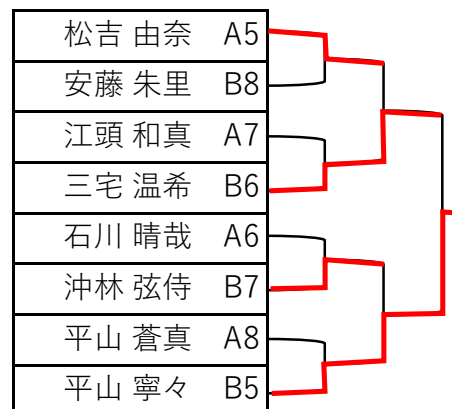 松吉 由奈 A5
安藤 朱里 B8
江頭 和真 A7
三宅 温希 B6
石川 晴哉 A6
沖林 弦侍 B7
平山 蒼真 A8
平山 寧々 B5